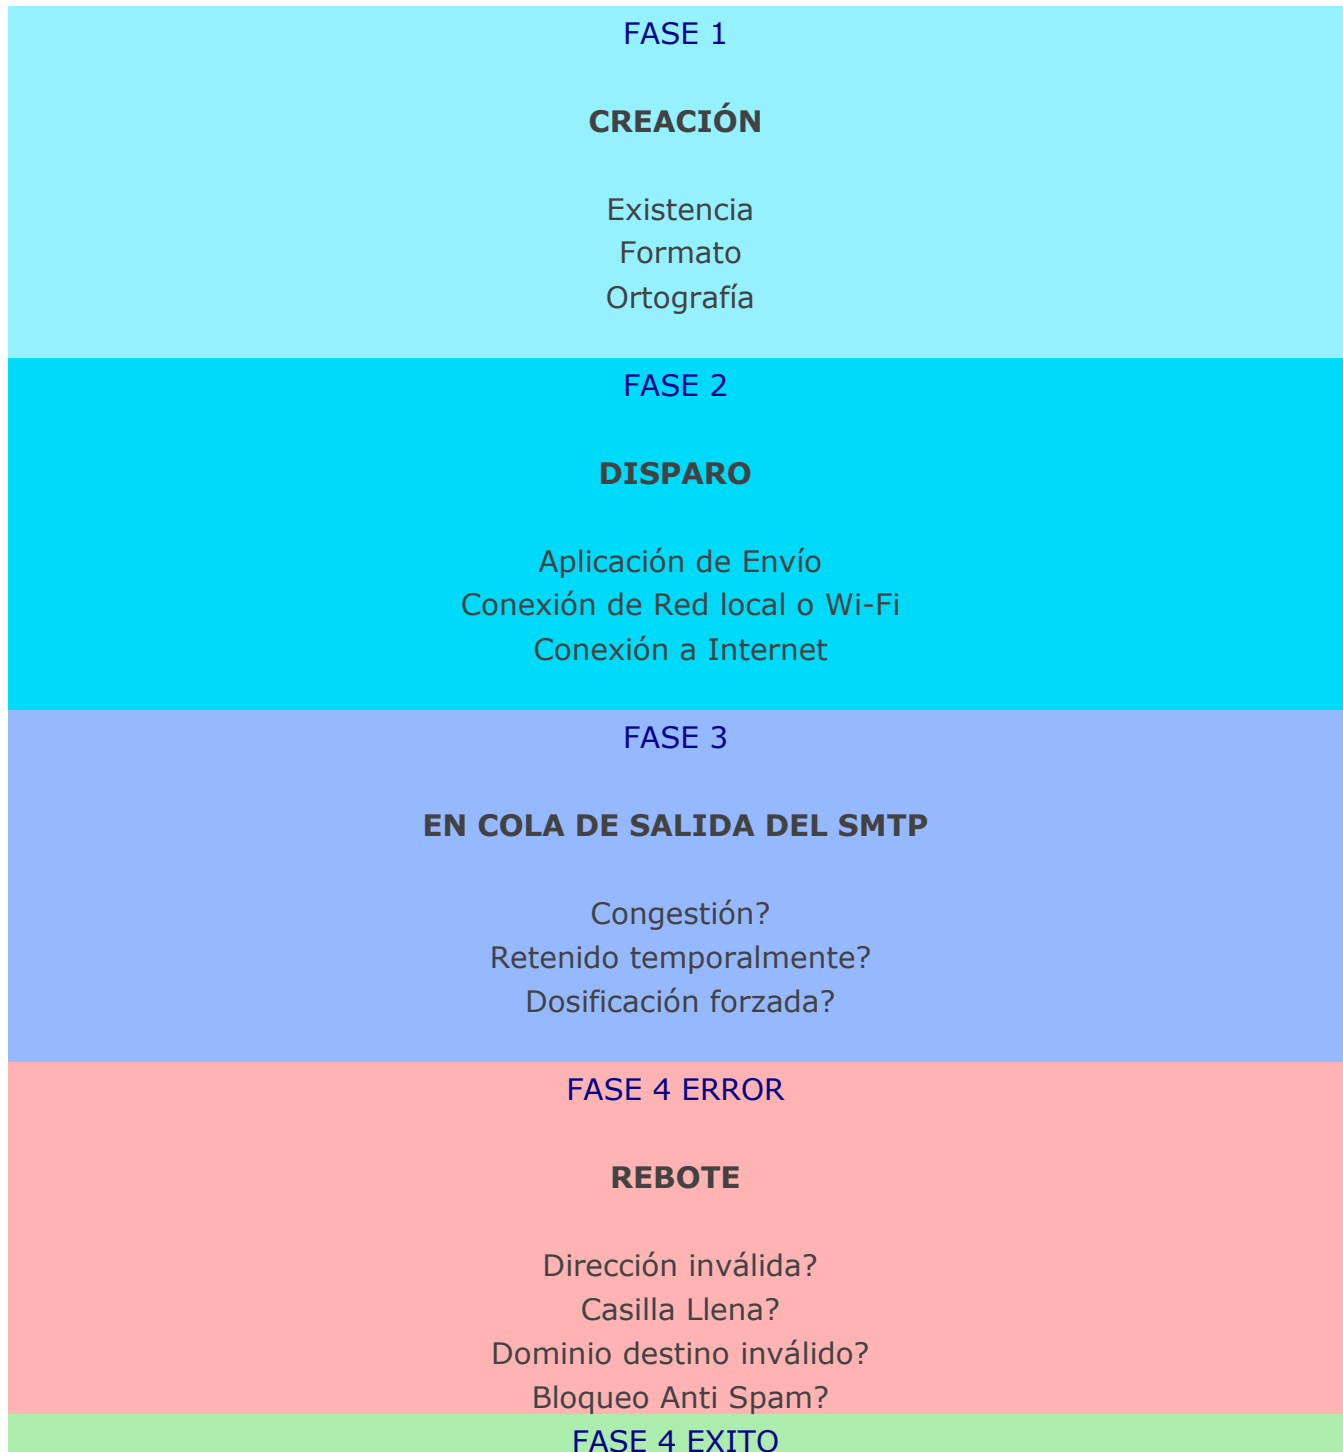 FASE 1
CREACIÓN
Existencia
Formato
Ortografía
FASE 2
DISPARO
Aplicación de Envío
Conexión de Red local o Wi-Fi
Conexión a Internet
FASE 3
EN COLA DE SALIDA DEL SMTP
Congestión?
Retenido temporalmente?
Dosificación forzada?
FASE 4 ERROR
REBOTE
Dirección inválida?
Casilla Llena?
Dominio destino inválido?
Bloqueo Anti Spam?
FASE 4 EXITO